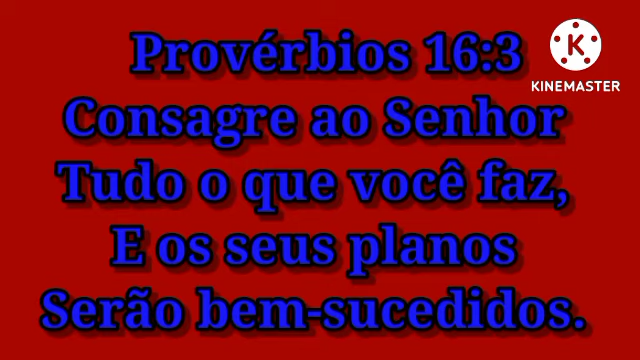 Provérbios 16:3
KINEMASTER
Consagre ao Senhor
Tudo o que você faz,
E os seus planos
Serão bem-sucedidos.